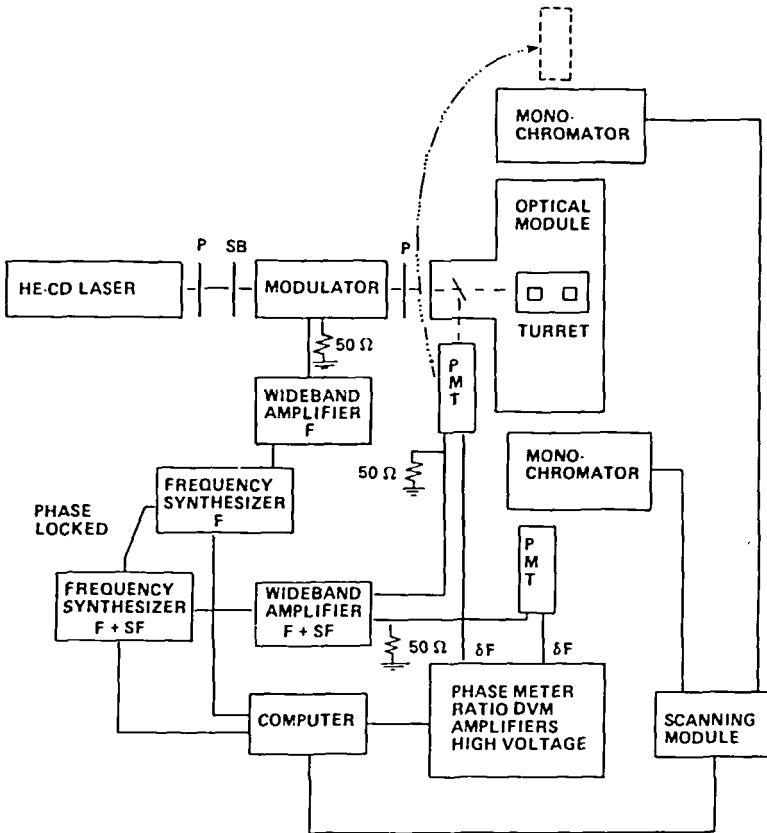 MONO-
CHROMATOR
OPTICAL
MODULE
P
SB
P
HE-CD LASER
MODULATOR
TURRET
50 Ω
P
M
T
WIDEBAND
AMPLIFIER
F
50 Ω
MONO-
CHROMATOR
FREQUENCY
SYNTHESIZER
F
PHASE
LOCKED
P
M
T
FREQUENCY
SYNTHESIZER
F + SF
WIDEBAND
AMPLIFIER
F + SF
50 Ω
δF
δF
COMPUTER
PHASE METER
RATIO DVM
AMPLIFIERS
HIGH VOLTAGE
SCANNING
MODULE